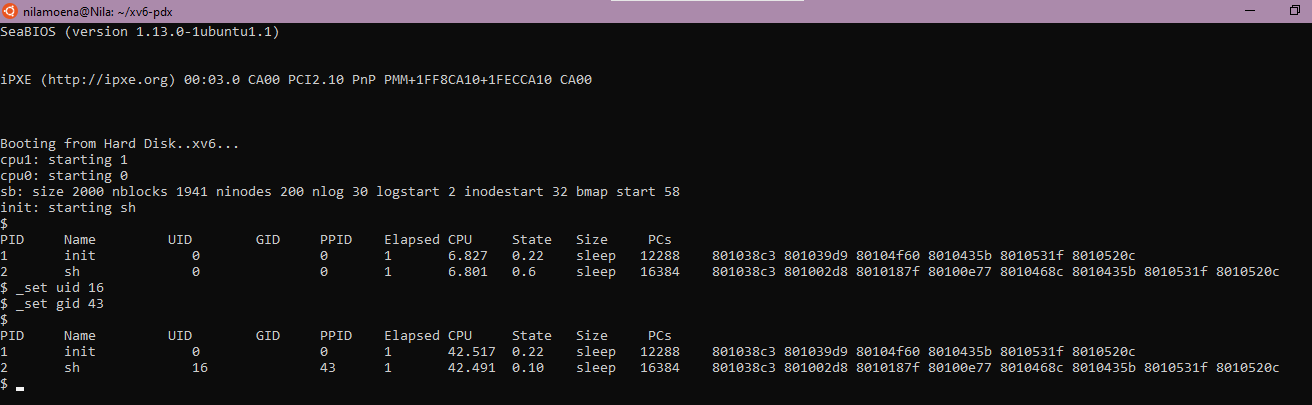 nilamoena@Nila: ~/xv6-pdx
SeaBIOS (version 1.13.0-1ubuntu1.1)
iPXE (http://ipxe.org) 00:03.0 CA00 PCI2.10 PnP PMM+1FF8CA10+1FECCA10 CA00
Booting from Hard Disk..xv6...
cpu1: starting 1
cpu0: starting 0
sb: size 2000 nblocks 1941 ninodes 200 nlog 30 logstart 2 inodestart 32 bmap start 58
init: starting sh
$
PID Name UID GID PPID Elapsed CPU State Size PCs
1 init 0 0 1 6.827 0.22 sleep 12288 801038c3 801039d9 80104f60 8010435b 8010531f 8010520c
2 sh 0 0 1 6.801 0.6 sleep 16384 801038c3 801002d8 8010187f 80100e77 8010468c 8010435b 8010531f 8010520c
$ _set uid 16
$ _set gid 43
$
PID Name UID GID PPID Elapsed CPU State Size PCs
1 init 0 0 1 42.517 0.22 sleep 12288 801038c3 801039d9 80104f60 8010435b 8010531f 8010520c
2 sh 16 43 1 42.491 0.10 sleep 16384 801038c3 801002d8 8010187f 80100e77 8010468c 8010435b 8010531f 8010520c
$